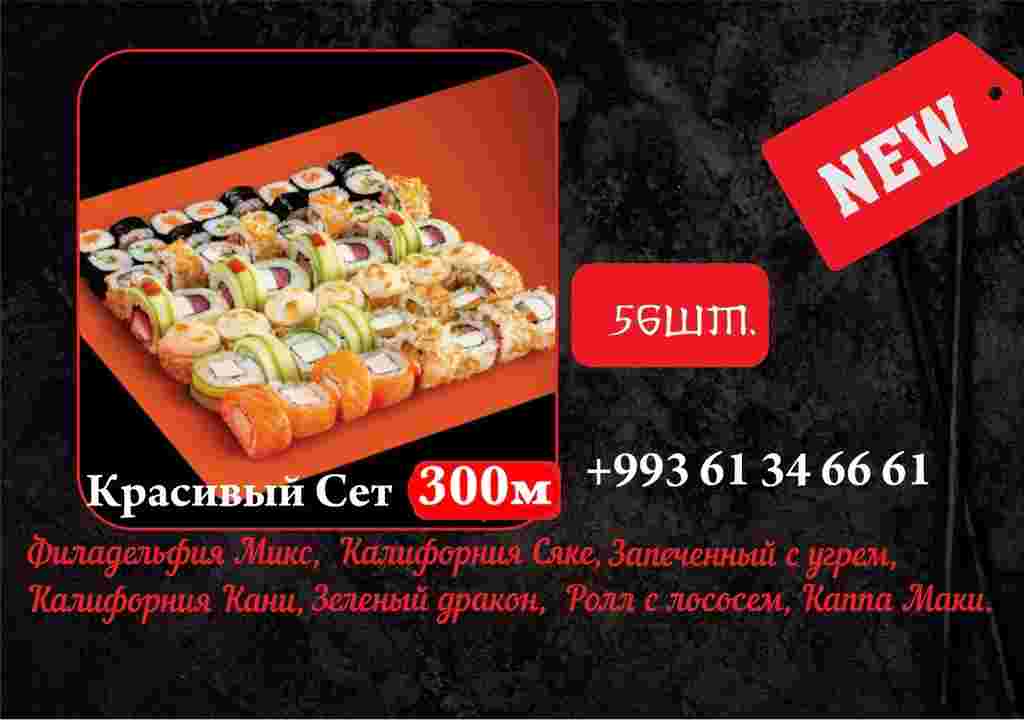 NEW
56шт.
+993 61 34 66 61
Красивый Сет 300м
Филадельфия Микс, Калифорния Сяке, Запеченный с угрем,
Калифорния Кани, Зеленый дракон, Ролл с лососем, Каппа Маки.